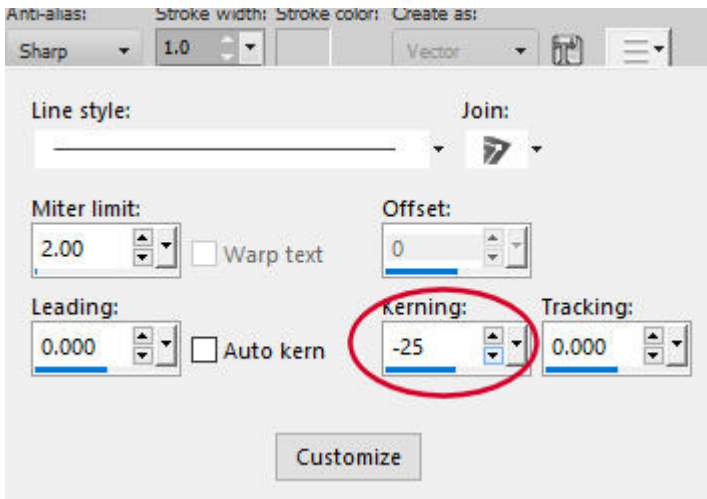 Anti-alias: Stroke width: Stroke color: Create as:
Sharp 1.0 Vector
Line style: Join:
Miter limit: Offset:
2.00 Warp text 0
Leading: Kerning: Tracking:
0.000 Auto kern -25 0.000
Customize